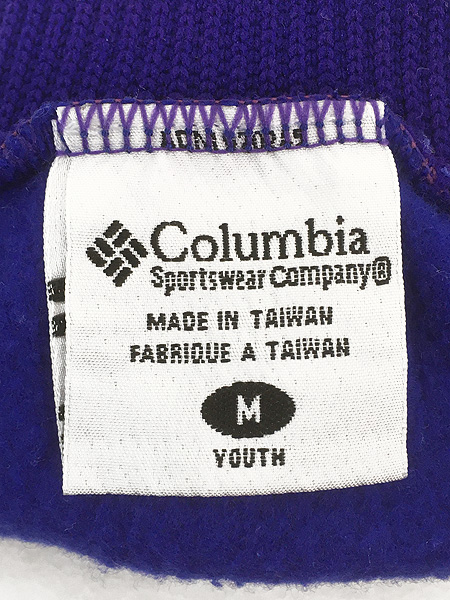 Columbia
Sportswear Company®
MADE IN TAIWAN
FABRIQUE A TAIWAN
M
YOUTH